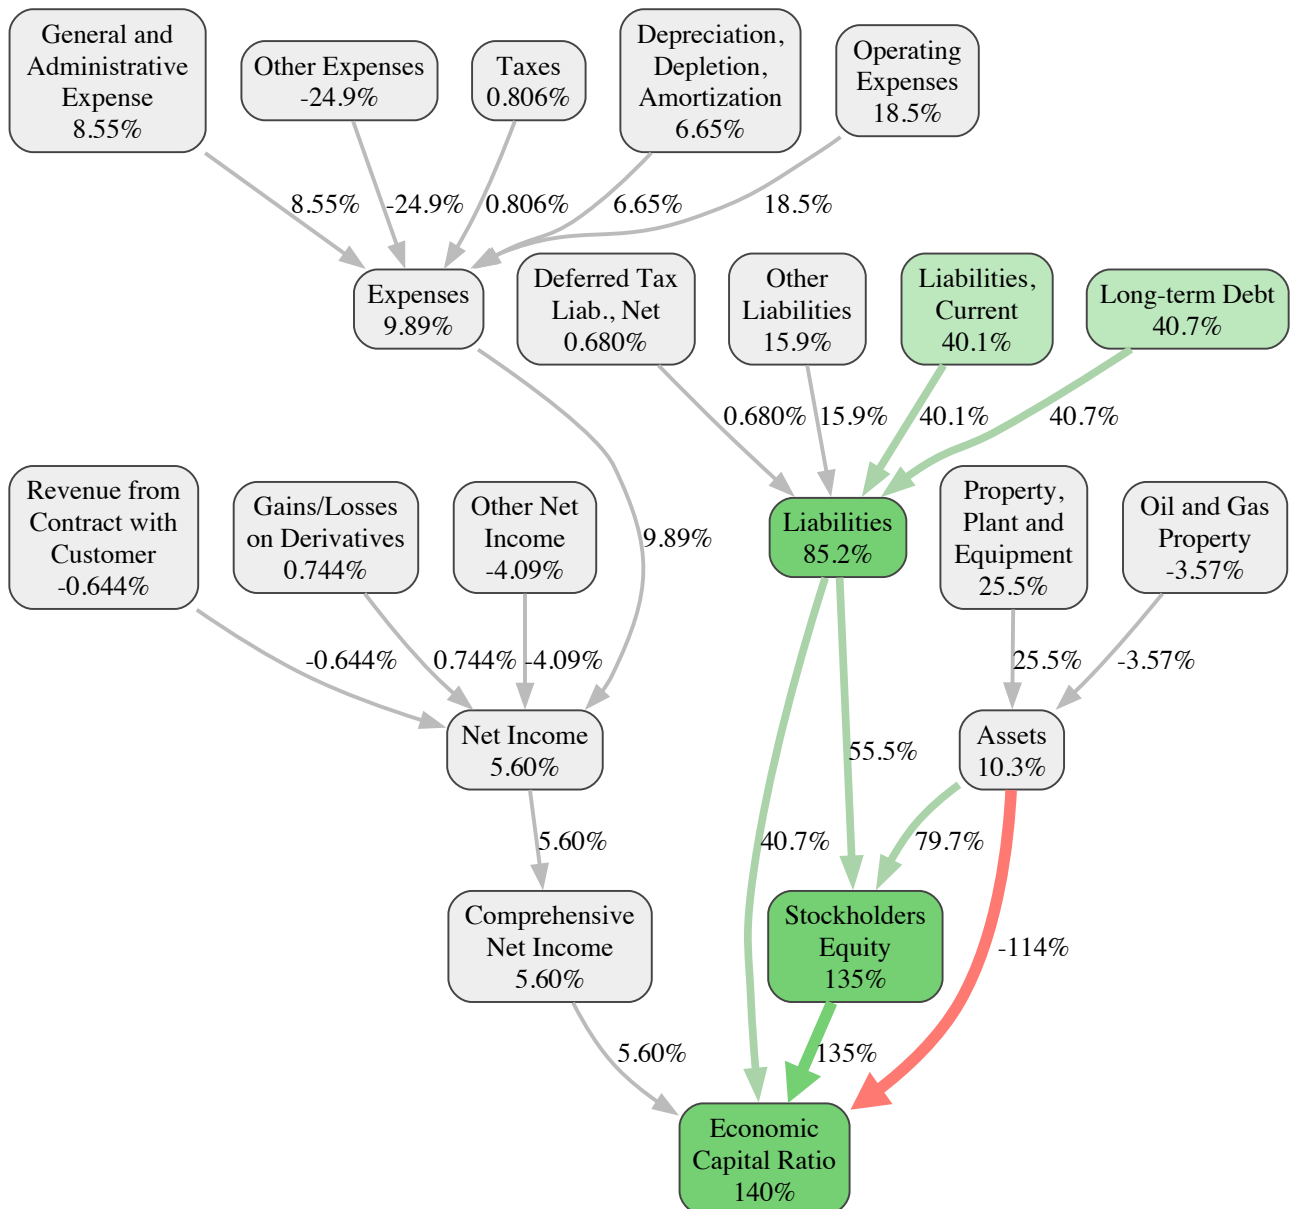 General and
Administrative
Expense
8.55%
Other Expenses
-24.9%
Taxes
0.806%
Depreciation,
Depletion,
Amortization
6.65%
Operating
Expenses
18.5%
8.55%
-24.9%
0.806%
6.65%
18.5%
Expenses
9.89%
Deferred Tax
Liab., Net
0.680%
Other
Liabilities
15.9%
Liabilities,
Current
40.1%
Long-term Debt
40.7%
0.680%
15.9%
40.1%
40.7%
Revenue from
Contract with
Customer
-0.644%
Gains/Losses
on Derivatives
0.744%
Other Net
Income
-4.09%
9.89%
Liabilities
85.2%
Property,
Plant and
Equipment
25.5%
Oil and Gas
Property
-3.57%
-0.644%
0.744%
-4.09%
25.5%
-3.57%
Net Income
5.60%
55.5%
Assets
10.3%
5.60%
40.7%
79.7%
Comprehensive
Net Income
5.60%
Stockholders
Equity
135%
-114%
5.60%
135%
Economic
Capital Ratio
140%